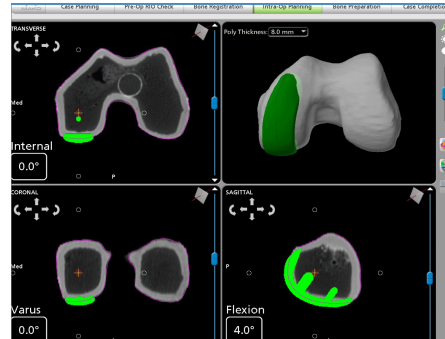 Case Planning
Pre-Op RIO Check
Bone Registration
Intra-Op Planning
Bone Preparation
Case Completion
TRANSVERSE
Poly Thickness: 8.0 mm
Med
Internal
0.0°
P
CORONAL
SAGITTAL
Med
P
Varus
0.0°
Flexion
4.0°